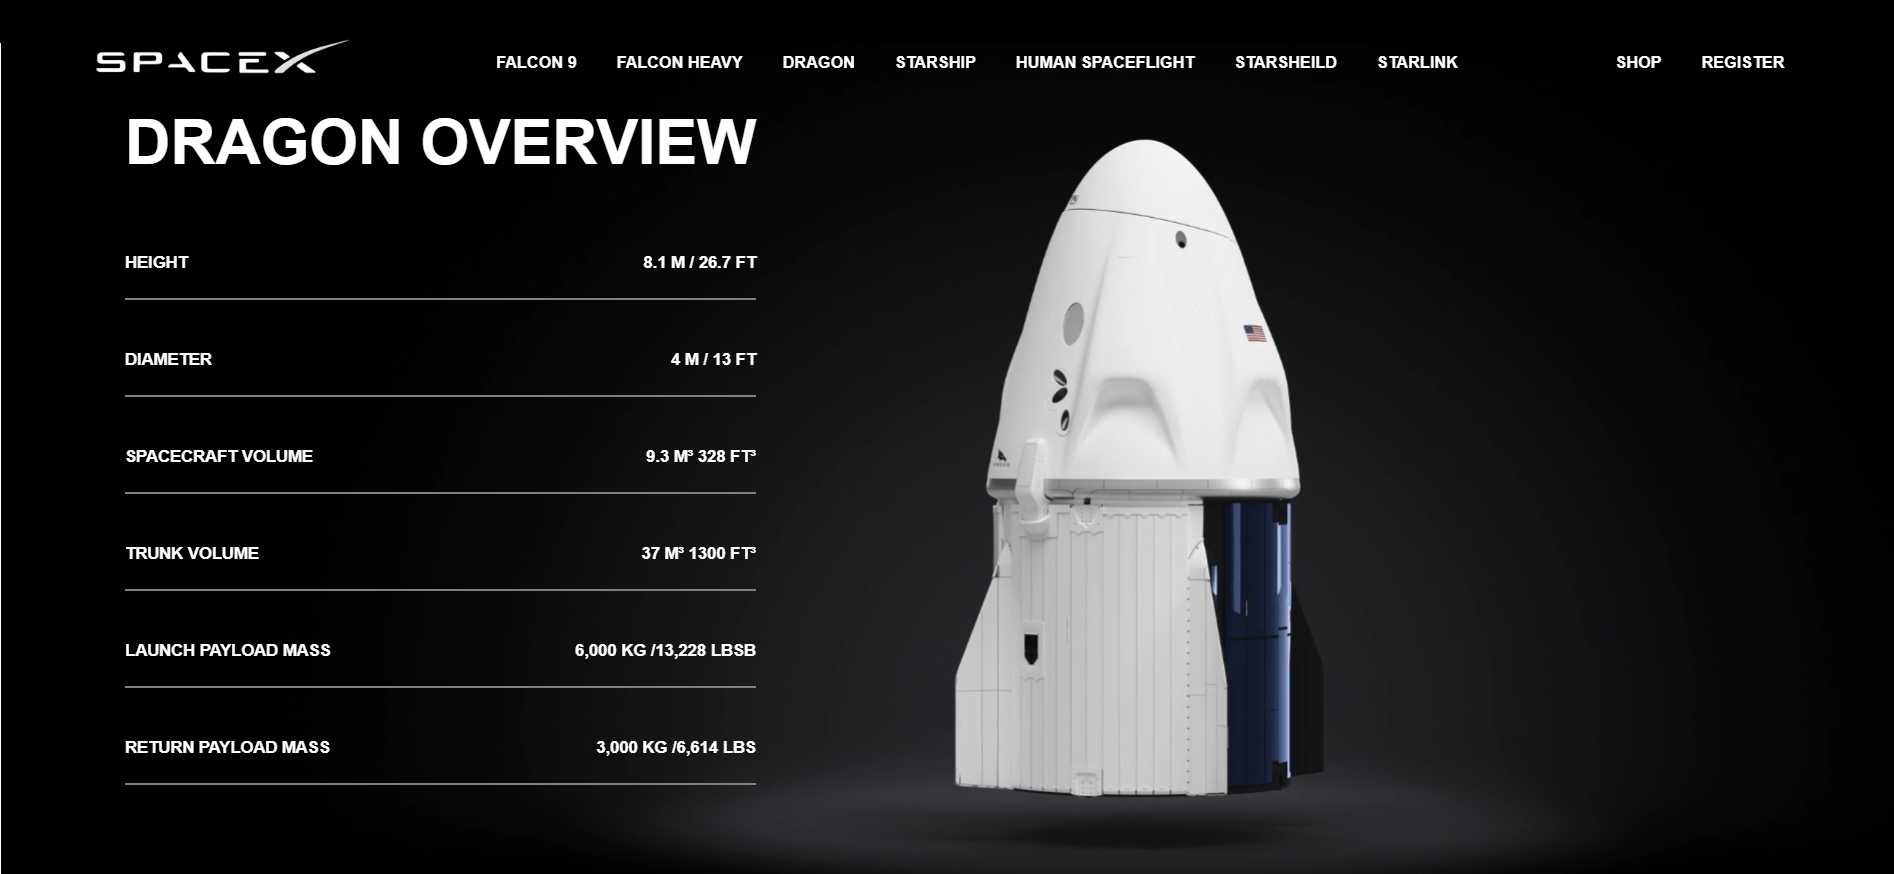 SPACEX
FALCON 9 FALCON HEAVY DRAGON STARSHIP HUMAN SPACEFLIGHT STARSHEILD STARLINK SHOP REGISTER
DRAGON OVERVIEW
HEIGHT 8.1 M / 26.7 FT
DIAMETER 4 M / 13 FT
SPACECRAFT VOLUME 9.3 M³ 328 FT³
TRUNK VOLUME 37 M³ 1300 FT³
LAUNCH PAYLOAD MASS 6,000 KG /13,228 LBSB
RETURN PAYLOAD MASS 3,000 KG /6,614 LBS